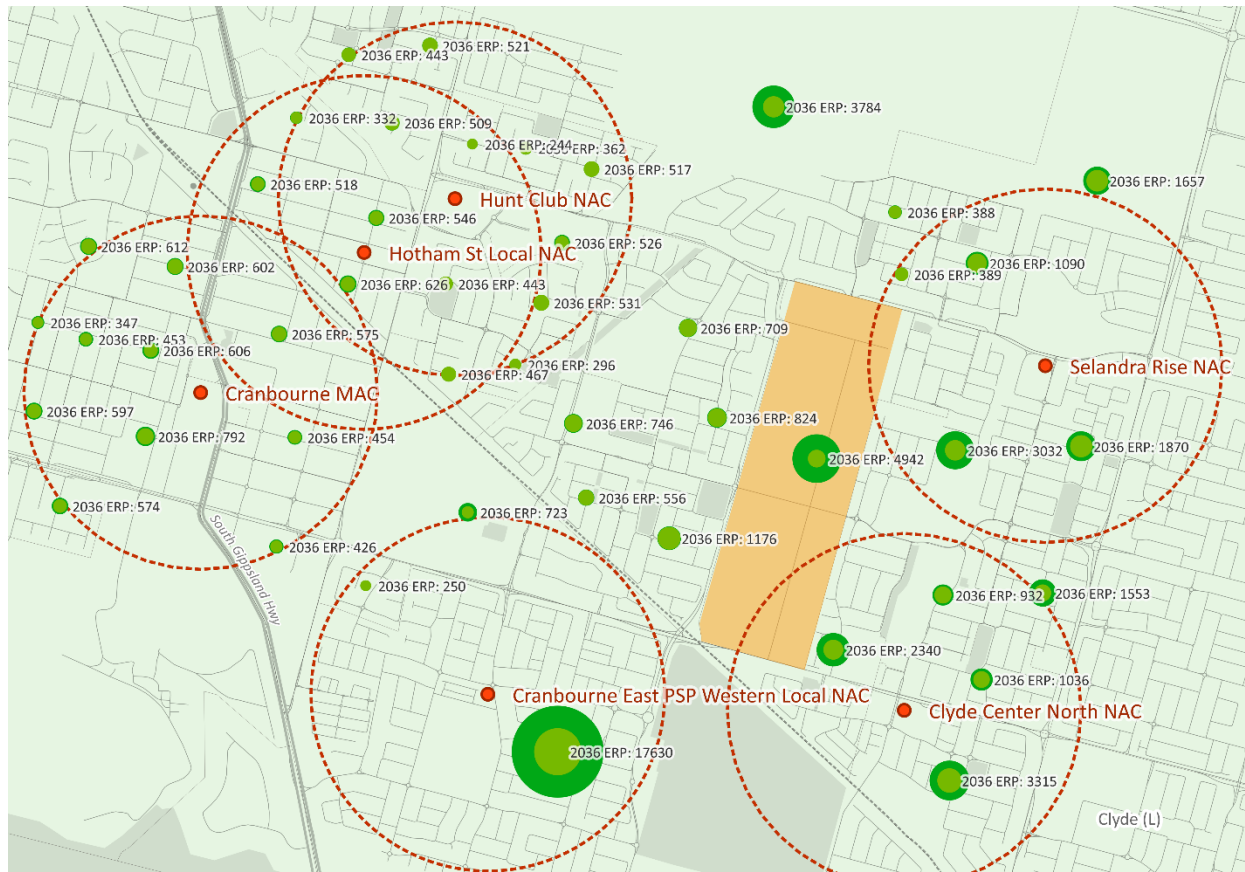 2036 ERP: 521
2036 ERP: 443
2036 ERP: 3784
2036 ERP: 332
2036 ERP: 509
2036 ERP: 244
2036 ERP: 362
2036 ERP: 517
2036 ERP: 1657
2036 ERP: 518
Hunt Club NAC
2036 ERP: 388
2036 ERP: 546
2036 ERP: 526
2036 ERP: 612
Hotham St Local NAC
2036 ERP: 602
2036 ERP: 1090
2036 ERP: 389
2036 ERP: 626
2036 ERP: 443
2036 ERP: 531
2036 ERP: 347
2036 ERP: 709
2036 ERP: 575
2036 ERP: 453
2036 ERP: 606
2036 ERP: 296
Selandra Rise NAC
2036 ERP: 467
Cranbourne MAC
2036 ERP: 597
2036 ERP: 824
2036 ERP: 746
2036 ERP: 792
2036 ERP: 454
2036 ERP: 1870
2036 ERP: 3032
2036 ERP: 4942
2036 ERP: 556
2036 ERP: 574
2036 ERP: 723
2036 ERP: 1176
2036 ERP: 426
South Gippsland Hwy
2036 ERP: 250
2036 ERP: 932
2036 ERP: 1553
2036 ERP: 2340
2036 ERP: 1036
Cranbourne East PSP Western Local NAC
Clyde Center North NAC
2036 ERP: 17630
2036 ERP: 3315
Clyde (L)